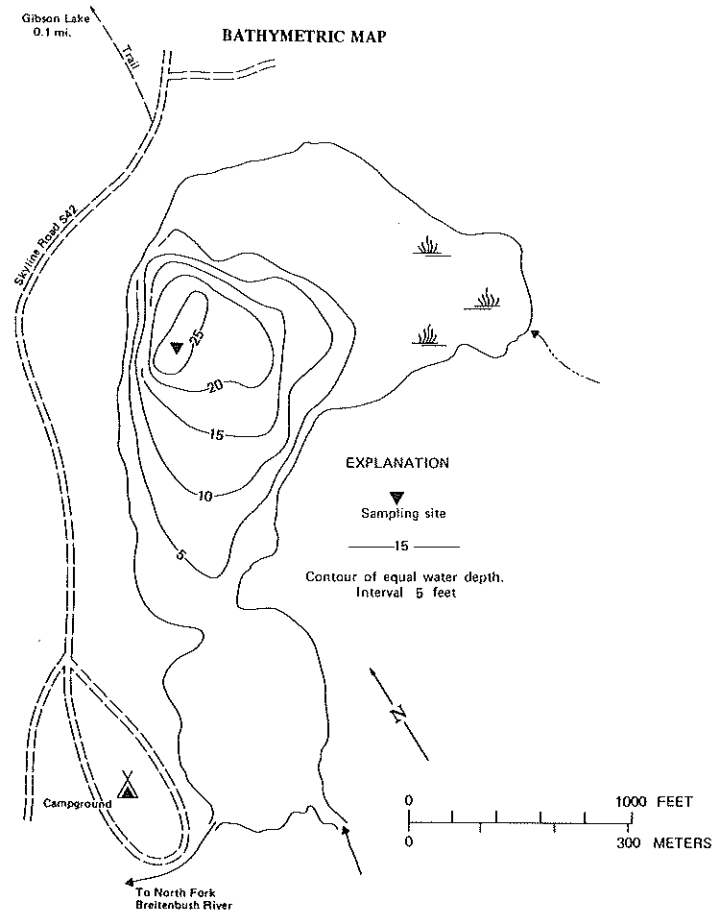 Gibson Lake
0.1 mi.
BATHYMETRIC MAP
Trail
Skyline Road S42
25
20
15
10
5
EXPLANATION
Sampling site
15
Contour of equal water depth.
Interval 5 feet
N
Campground
0 1000 FEET
0 300 METERS
To North Fork
Breitenbush River